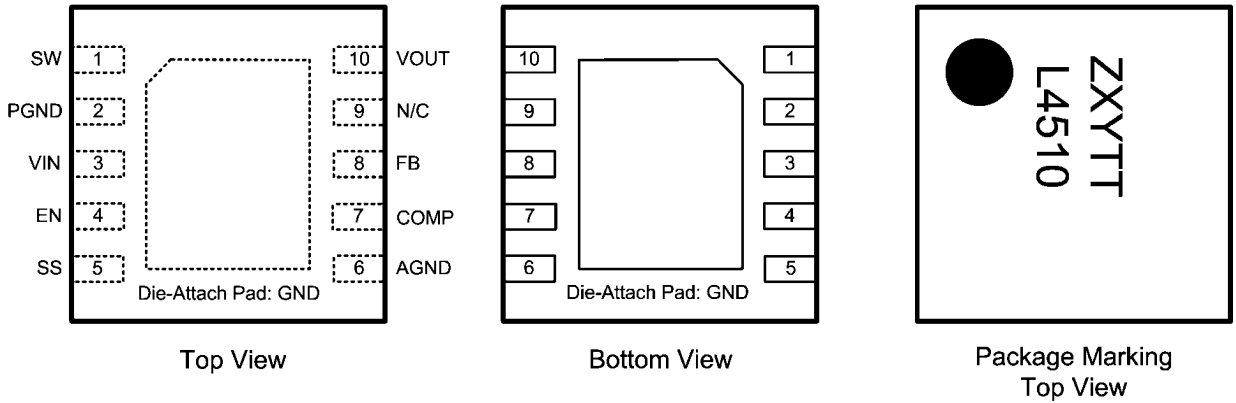 SW 1 10 VOUT
PGND 2 9 N/C
VIN 3 8 FB
EN 4 7 COMP
SS 5 6 AGND
Die-Attach Pad: GND
Top View
10 1
9 2
8 3
7 4
6 5
Die-Attach Pad: GND
Bottom View
ZXYTT
L4510
Package Marking
Top View